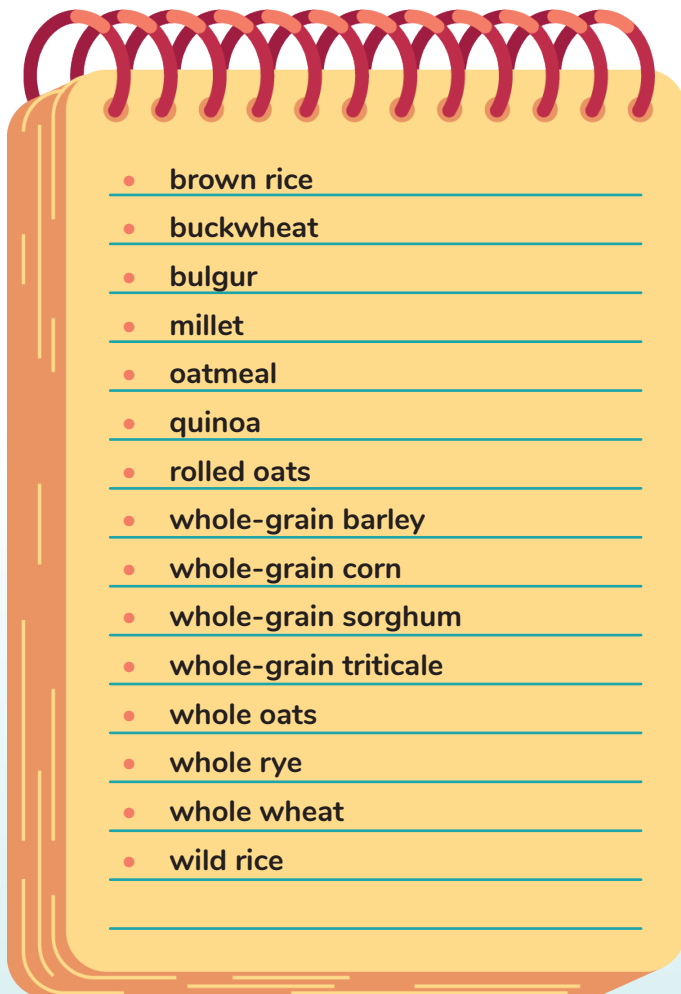 • brown rice
• buckwheat
• bulgur
• millet
• oatmeal
• quinoa
• rolled oats
• whole-grain barley
• whole-grain corn
• whole-grain sorghum
• whole-grain triticale
• whole oats
• whole rye
• whole wheat
• wild rice